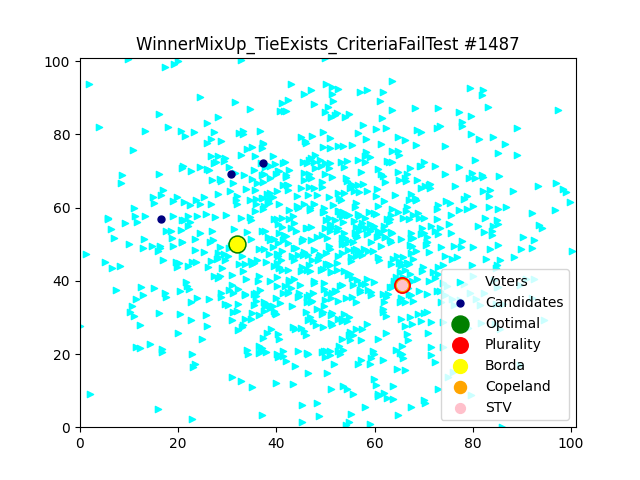 WinnerMixUp_TieExists_CriteriaFailTest #1487
100
80
60
40
20
0
0
20
40
60
80
100
Voters
Candidates
Optimal
Plurality
Borda
Copeland
STV